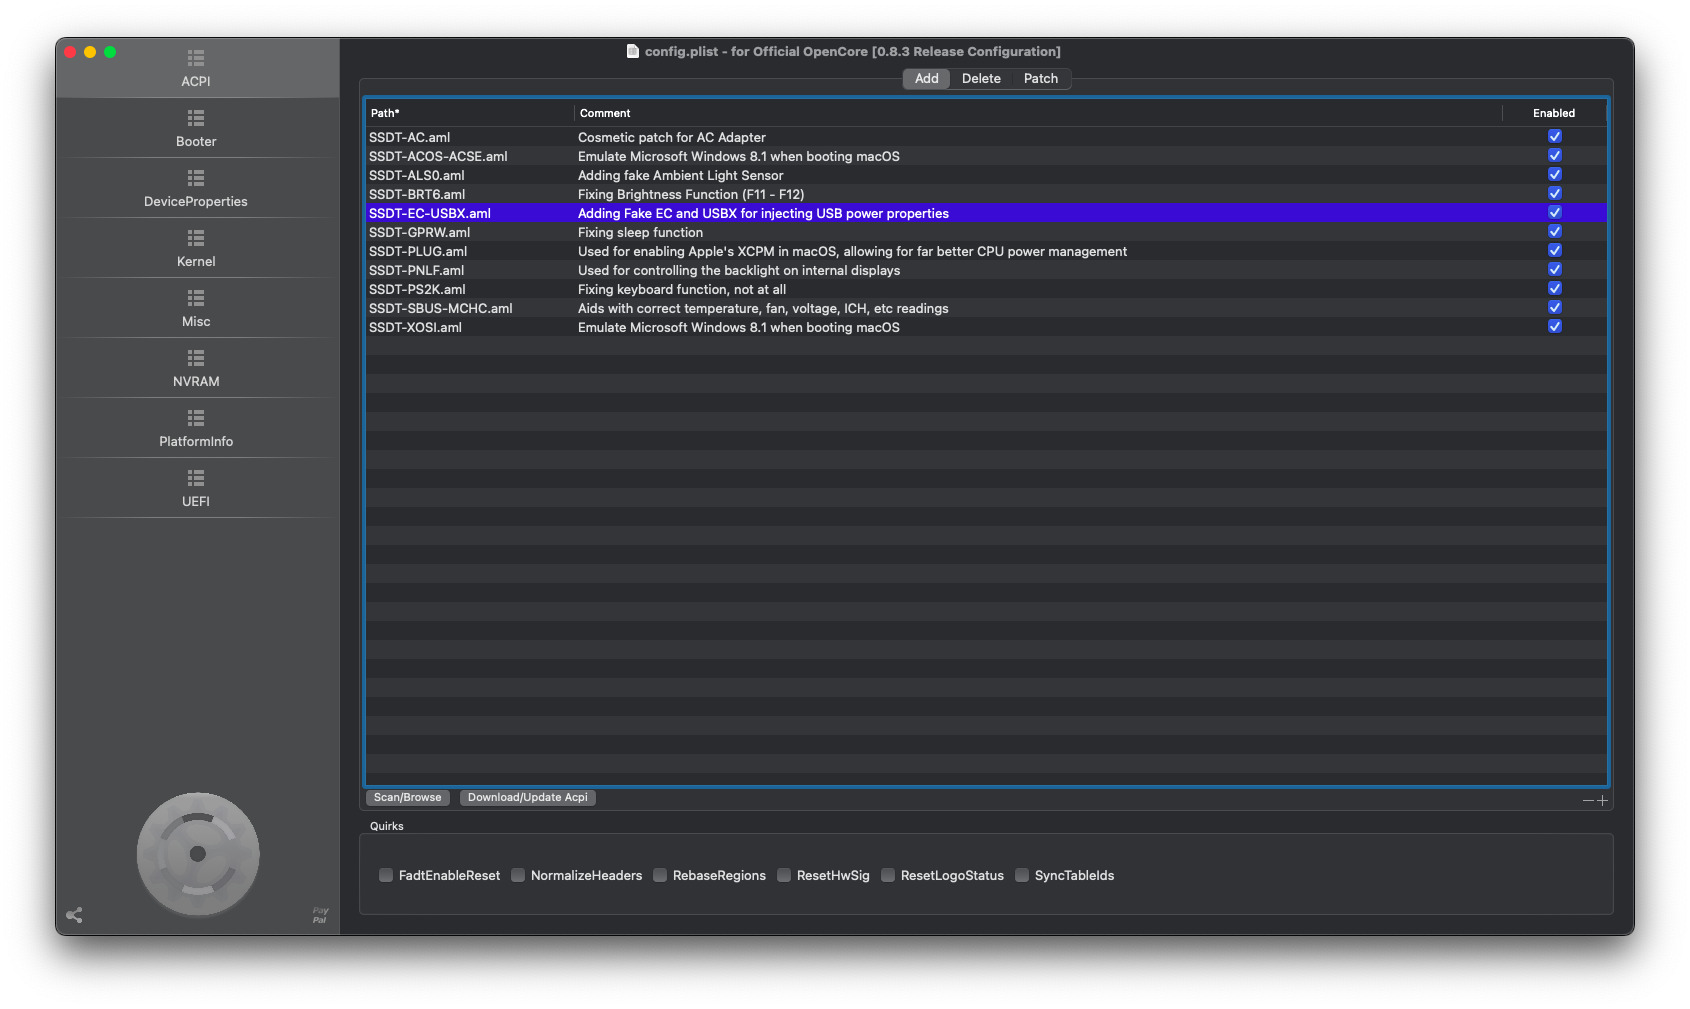 config.plist - for Official OpenCore [0.8.3 Release Configuration]
ACPI
Booter
DeviceProperties
Kernel
Misc
NVRAM
PlatformInfo
UEFI
Pay
Pal
Add Delete Patch
Path* Comment Enabled
SSDT-AC.aml Cosmetic patch for AC Adapter
SSDT-ACOS-ACSE.aml Emulate Microsoft Windows 8.1 when booting macOS
SSDT-ALS0.aml Adding fake Ambient Light Sensor
SSDT-BRT6.aml Fixing Brightness Function (F11 - F12)
SSDT-EC-USBX.aml Adding Fake EC and USBX for injecting USB power properties
SSDT-GPRW.aml Fixing sleep function
SSDT-PLUG.aml Used for enabling Apple's XCPM in macOS, allowing for far better CPU power management
SSDT-PNLF.aml Used for controlling the backlight on internal displays
SSDT-PS2K.aml Fixing keyboard function, not at all
SSDT-SBUS-MCHC.aml Aids with correct temperature, fan, voltage, ICH, etc readings
SSDT-XOSI.aml Emulate Microsoft Windows 8.1 when booting macOS
Scan/Browse Download/Update Acpi
Quirks
FadtEnableReset NormalizeHeaders RebaseRegions ResetHwSig ResetLogoStatus SyncTableIds